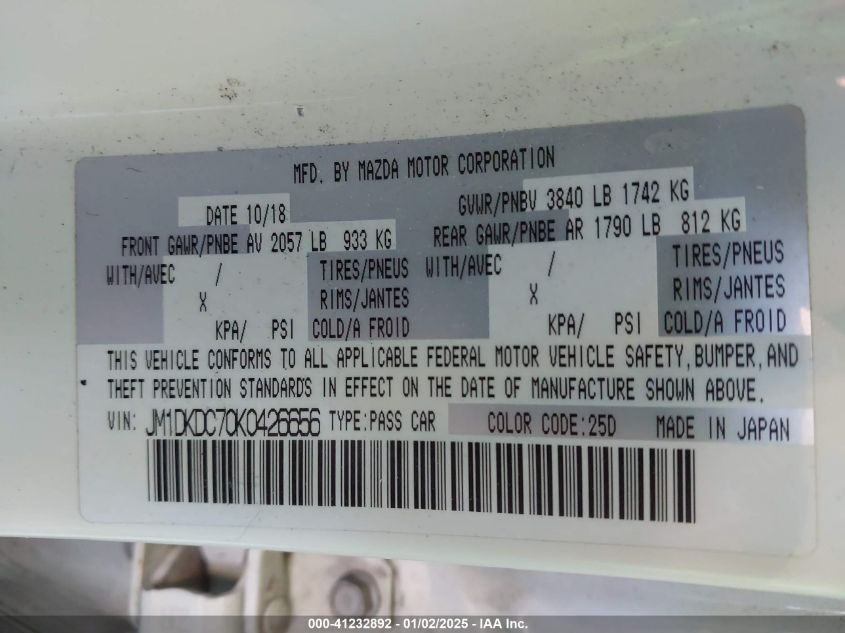 MFD. BY MAZDA MOTOR CORPORATION
DATE 10/18 GVWR/PNBV 3840 LB 1742 KG
FRONT GAWR/PNBE AV 2057 LB 933 KG REAR GAWR/PNBE AR 1790 LB 812 KG
WITH/AVEC / TIRES/PNEUS WITH/AVEC / TIRES/PNEUS
X RIMS/JANTES X RIMS/JANTES
KPA/ PSI COLD/A FROID KPA/ PSI COLD/A FROID
THIS VEHICLE CONFORMS TO ALL APPLICABLE FEDERAL MOTOR VEHICLE SAFETY,BUMPER,AND
THEFT PREVENTION STANDARDS IN EFFECT ON THE DATE OF MANUFACTURE SHOWN ABOVE.
VIN: JM1DKDC70K0426656 TYPE:PASS CAR COLOR CODE:25D MADE IN JAPAN
000-41232892 - 01/02/2025 - IAA Inc.